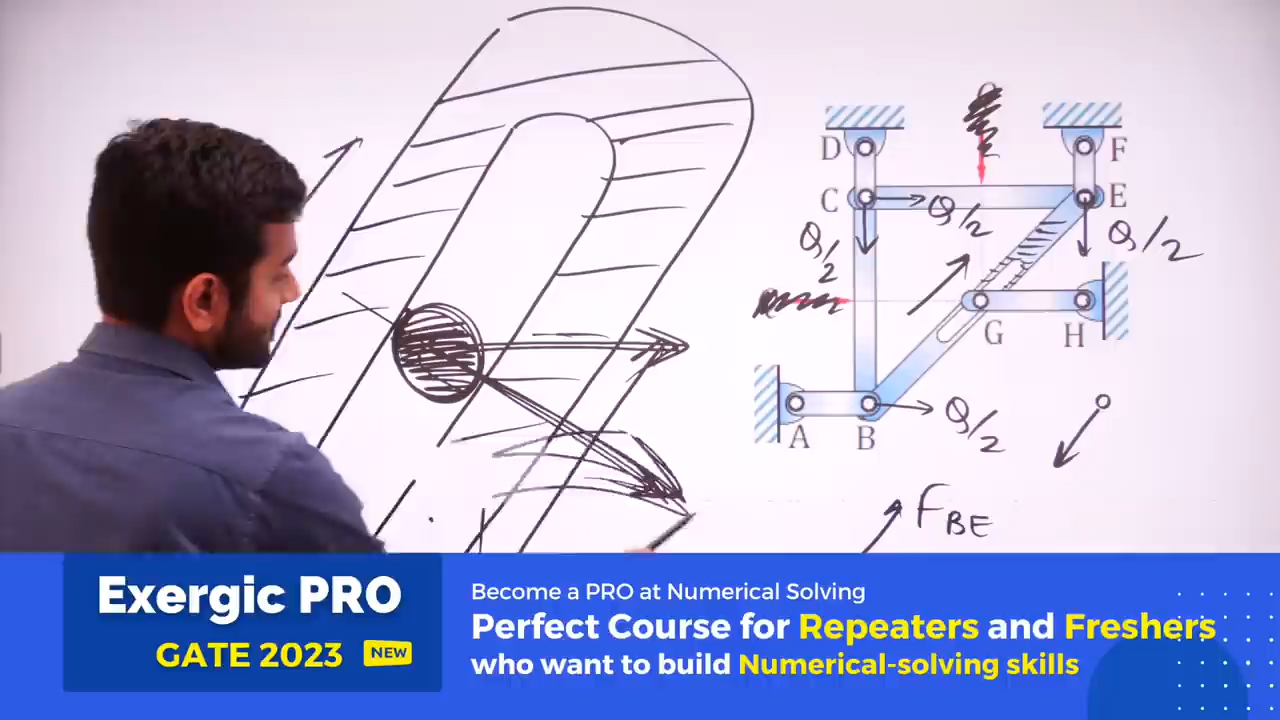 D
F
C
Q/2
E
Q/2
Q/2
G
H
A
B
Q/2
F_BE
Exergic PRO
GATE 2023 NEW
Become a PRO at Numerical Solving
Perfect Course for Repeaters and Freshers
who want to build Numerical-solving skills